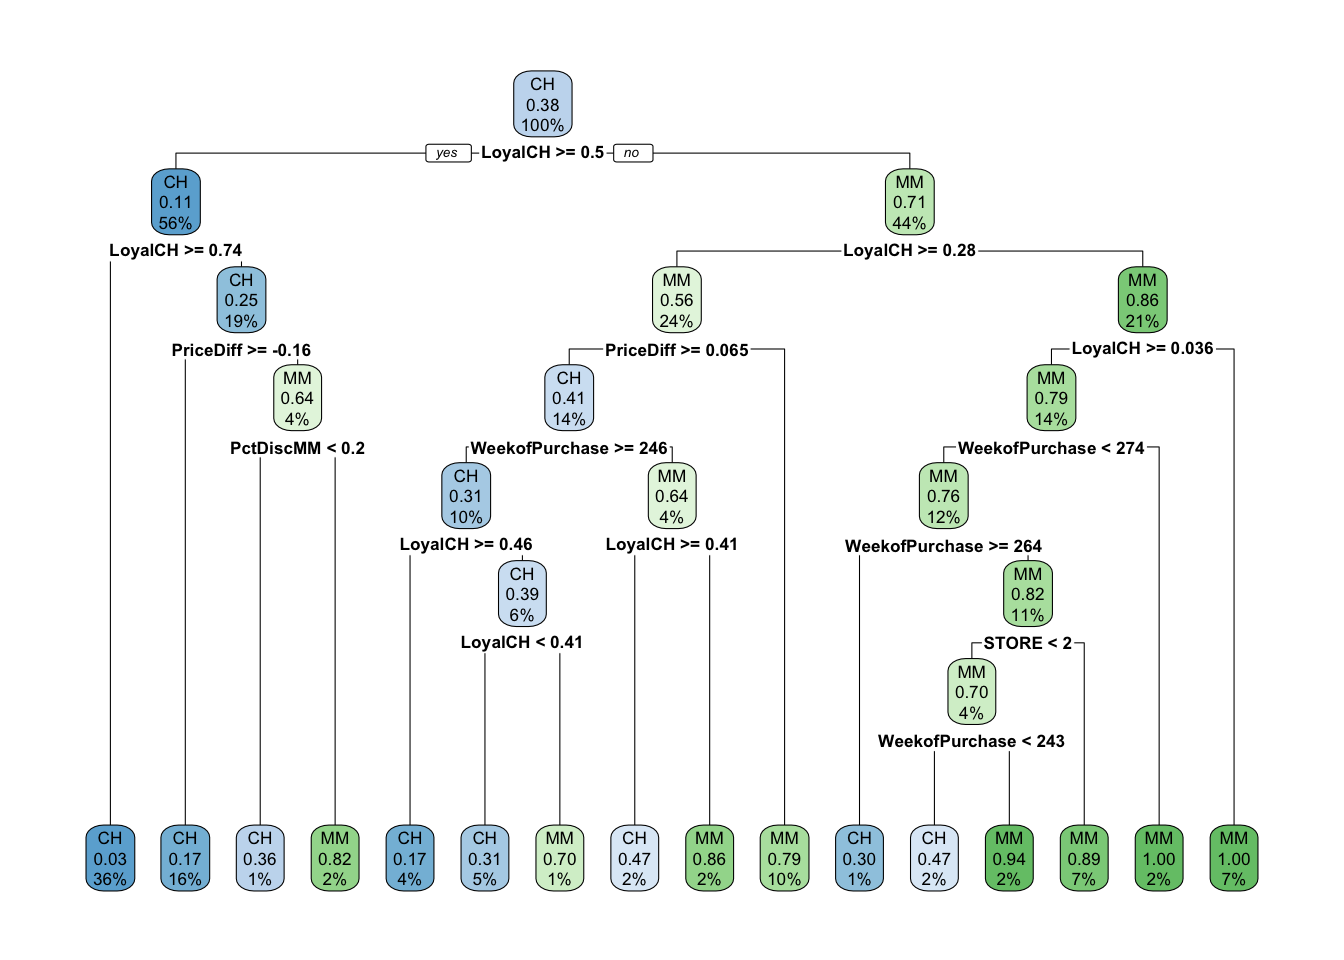 CH
0.38
100%
yes LoyalCH >= 0.5 no
CH
0.11
56%
MM
0.71
44%
LoyalCH >= 0.74
LoyalCH >= 0.28
CH
0.25
19%
MM
0.56
24%
MM
0.86
21%
PriceDiff >= -0.16
PriceDiff >= 0.065
LoyalCH >= 0.036
MM
0.64
4%
CH
0.41
14%
MM
0.79
14%
PctDiscMM < 0.2
WeekofPurchase >= 246
WeekofPurchase < 274
CH
0.31
10%
MM
0.64
4%
MM
0.76
12%
LoyalCH >= 0.46
LoyalCH >= 0.41
WeekofPurchase >= 264
CH
0.39
6%
MM
0.82
11%
LoyalCH < 0.41
STORE < 2
MM
0.70
4%
WeekofPurchase < 243
CH
0.03
36%
CH
0.17
16%
CH
0.36
1%
MM
0.82
2%
CH
0.17
4%
CH
0.31
5%
MM
0.70
1%
CH
0.47
2%
MM
0.86
2%
MM
0.79
10%
CH
0.30
1%
CH
0.47
2%
MM
0.94
2%
MM
0.89
7%
MM
1.00
2%
MM
1.00
7%